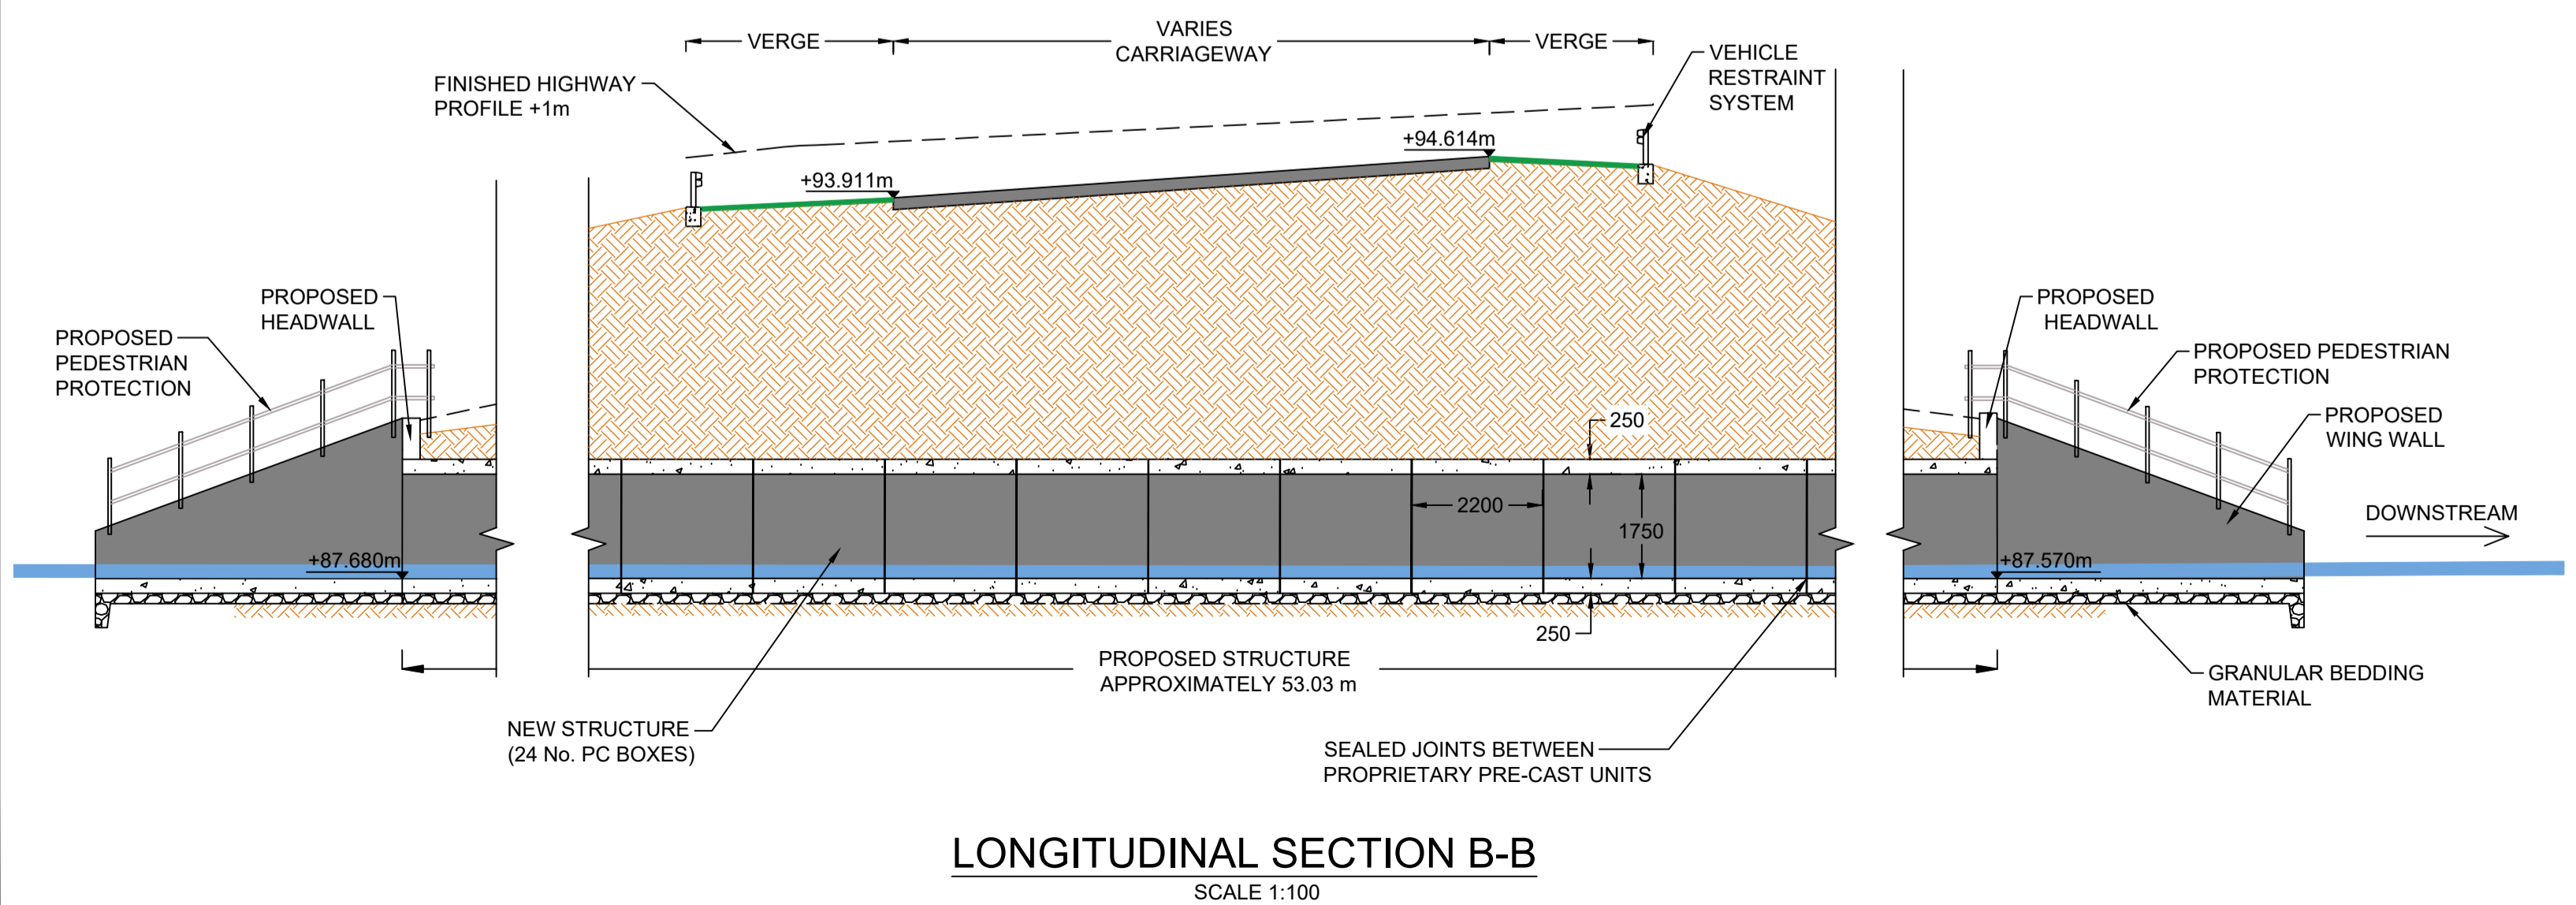 VERGE
VARIES
CARRIAGEWAY
VERGE
VEHICLE
RESTRAINT
SYSTEM
FINISHED HIGHWAY
PROFILE +1m
+94.614m
+93.911m
PROPOSED
HEADWALL
PROPOSED
PEDESTRIAN
PROTECTION
PROPOSED
HEADWALL
PROPOSED PEDESTRIAN
PROTECTION
PROPOSED
WING WALL
250
2200
1750
DOWNSTREAM
+87.680m
+87.570m
250
PROPOSED STRUCTURE
APPROXIMATELY 53.03 m
GRANULAR BEDDING
MATERIAL
NEW STRUCTURE
(24 No. PC BOXES)
SEALED JOINTS BETWEEN
PROPRIETARY PRE-CAST UNITS
LONGITUDINAL SECTION B-B
SCALE 1:100